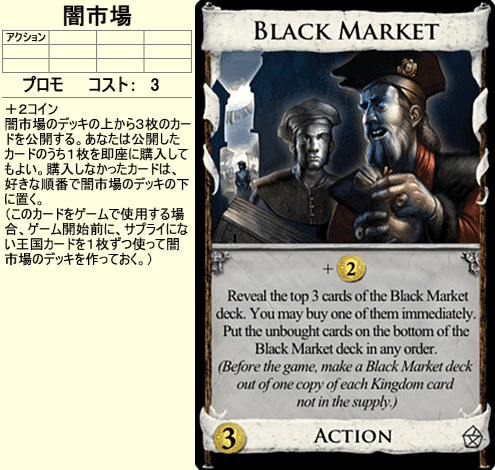 闇市場
アクション
プロモ コスト: 3
＋2コイン
闇市場のデッキの上から3枚のカー
ドを公開する。あなたは公開した
カードのうち1枚を即座に購入して
もよい。購入しなかったカードは、
好きな順番で闇市場のデッキの下
に置く。
(このカードをゲームで使用する場
合、ゲーム開始前に、サプライにな
い王国カードを1枚ずつ使って闇
市場のデッキを作っておく。)
BLACK MARKET
+2
Reveal the top 3 cards of the Black Market
deck. You may buy one of them immediately.
Put the unbought cards on the bottom of the
Black Market deck in any order.
(Before the game, make a Black Market deck
out of one copy of each Kingdom card
not in the supply.)
3 ACTION